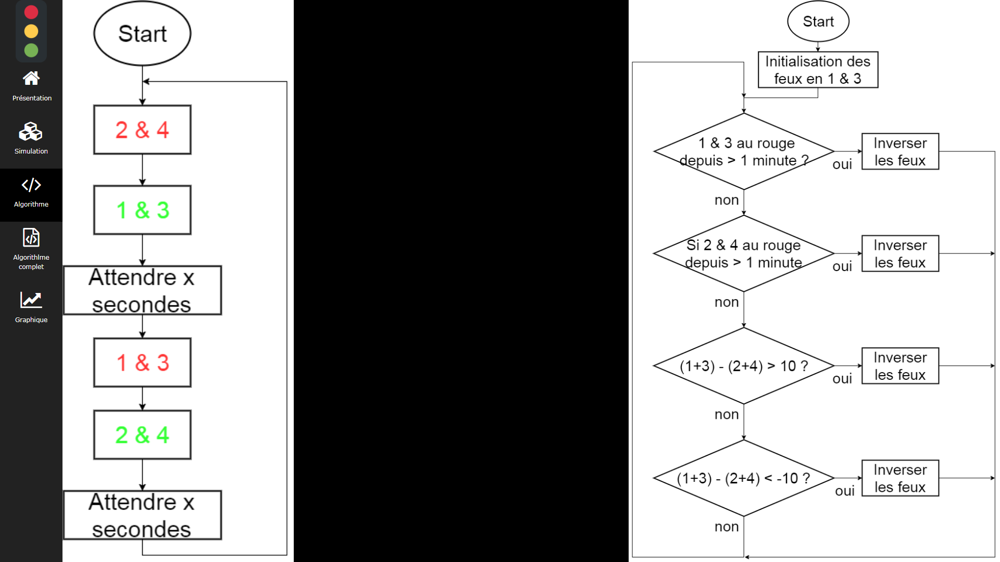 Présentation
Simulation
Algorithme
Algorithlme
complet
Graphique
Start
2 & 4
1 & 3
Attendre x
secondes
1 & 3
2 & 4
Attendre x
secondes
Start
Initialisation des
feux en 1 & 3
1 & 3 au rouge
depuis > 1 minute ?
oui
Inverser
les feux
non
Si 2 & 4 au rouge
depuis > 1 minute
oui
Inverser
les feux
non
(1+3) - (2+4) > 10 ?
oui
Inverser
les feux
non
(1+3) - (2+4) < -10 ?
oui
Inverser
les feux
non